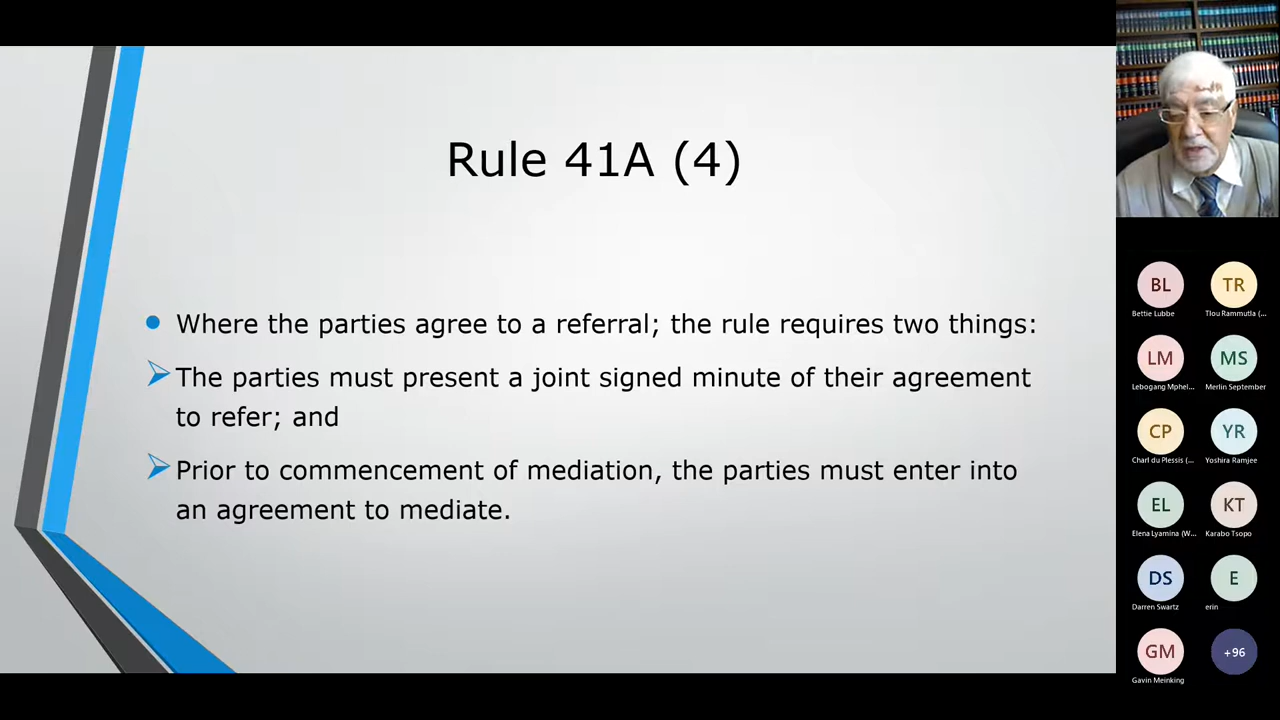 Rule 41A (4)
Where the parties agree to a referral; the rule requires two things:
The parties must present a joint signed minute of their agreement
to refer; and
Prior to commencement of mediation, the parties must enter into
an agreement to mediate.
BL
TR
Bettie Lubbe
Tlou Rammutla (...
LM
MS
Lebogang Mphel...
Merlin September
CP
YR
Charl du Plessis (...
Yoshira Ramjee
EL
KT
Elena Lyamina (W...
Karabo Tsopo
DS
E
Darren Swartz
erin
GM
+96
Gavin Meinking